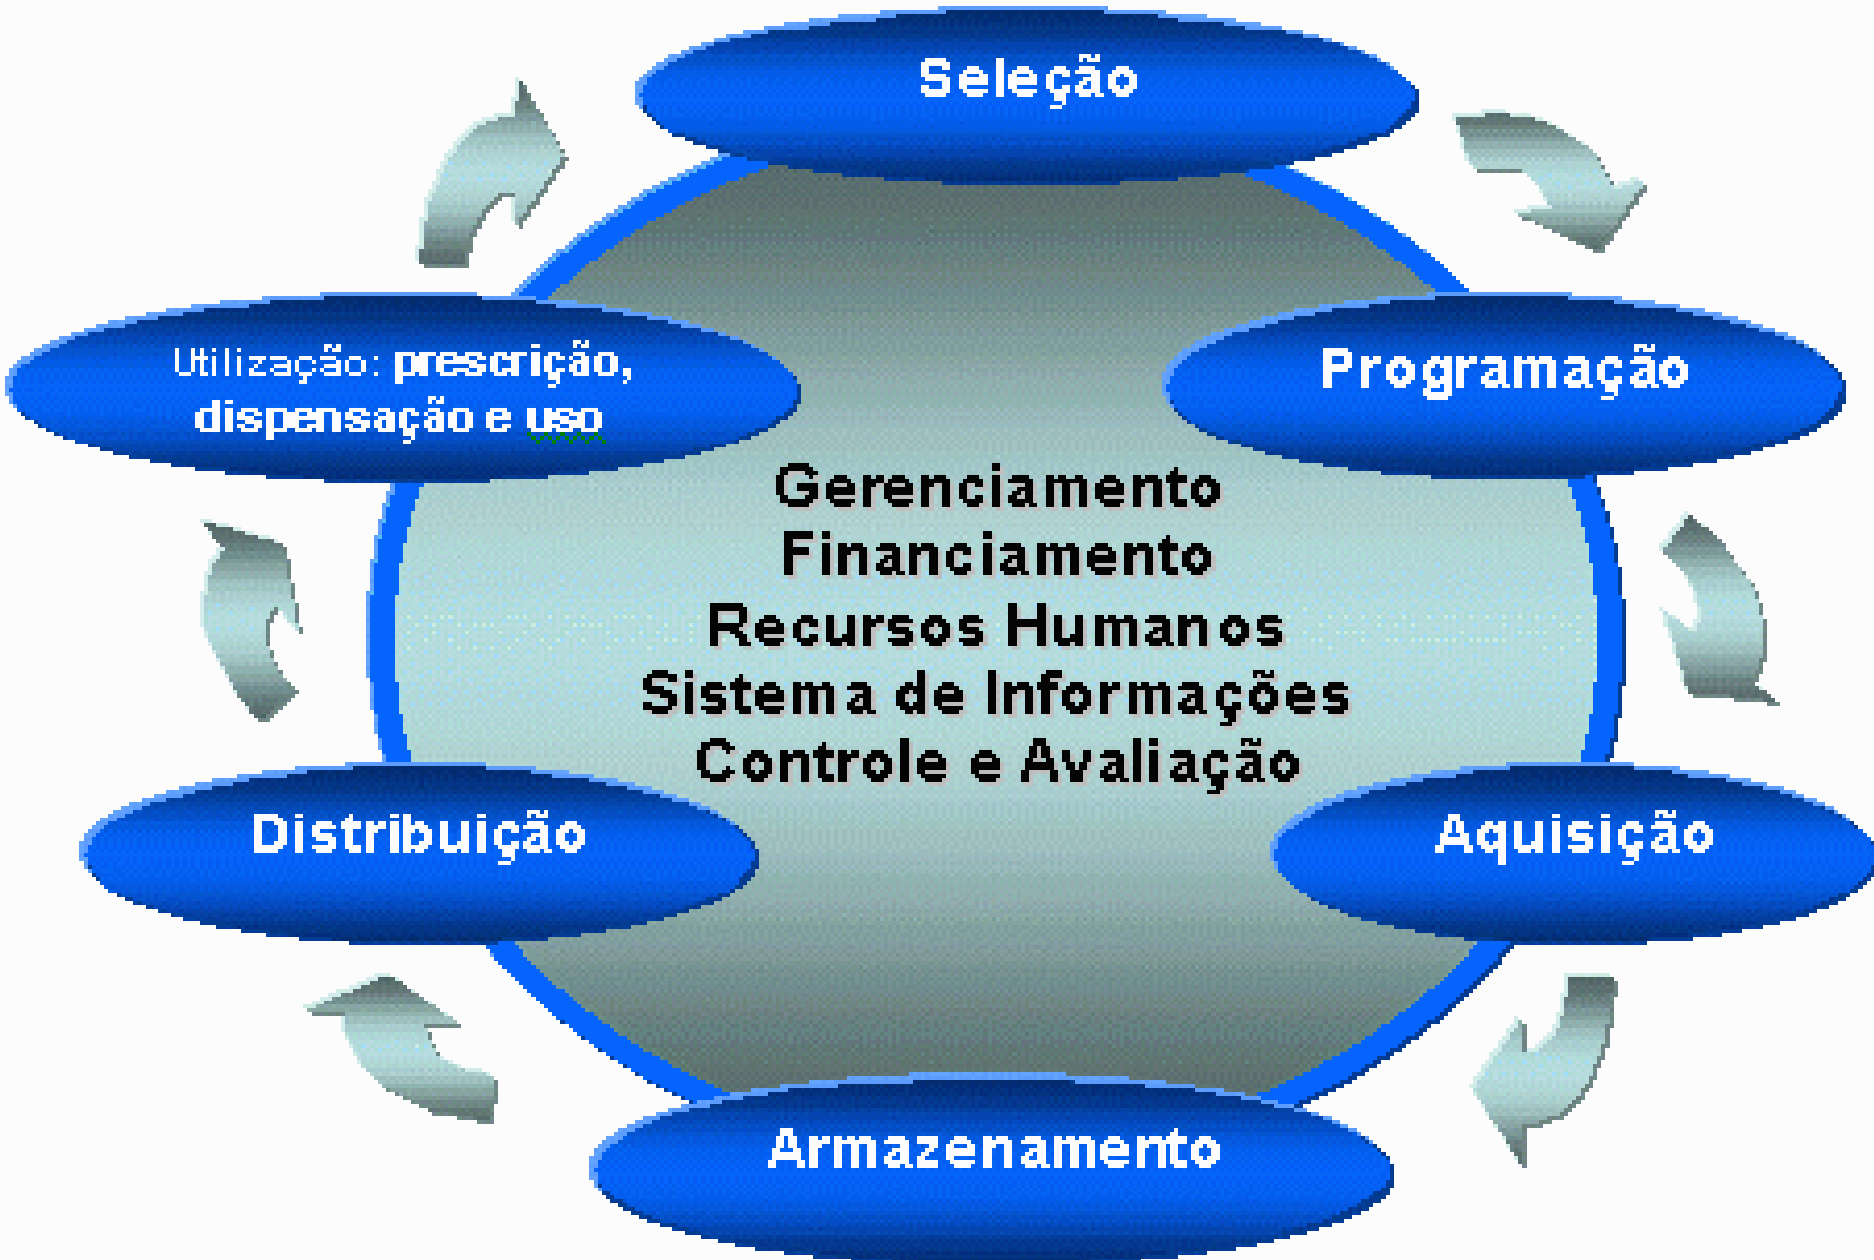 Seleção
Utilização: prescrição,
dispensação e uso
Programação
Gerenciamento
Financiamento
Recursos Humanos
Sistema de Informações
Controle e Avaliação
Distribuição
Aquisição
Armazenamento